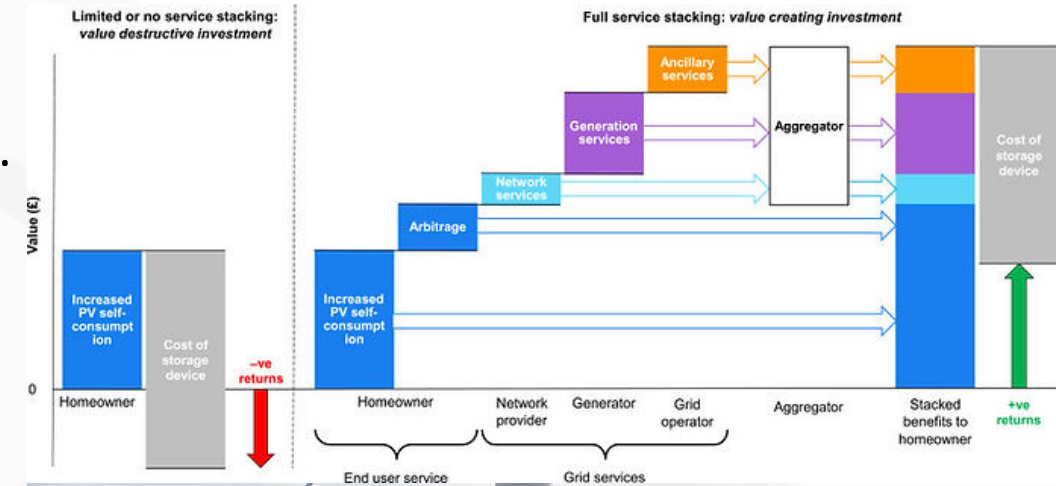 Limited or no service stacking:
value destructive investment
Full service stacking: value creating investment
Value (£)
0
Increased
PV self-
consumpt
ion
Cost of
storage
device
–ve
returns
Homeowner
Increased
PV self-
consumpt
ion
Arbitrage
Network
services
Generation
services
Ancillary
services
Aggregator
Cost of
storage
device
Homeowner
Network
provider
Generator
Grid
operator
Aggregator
Stacked
benefits to
homeowner
+ve
returns
End user service
Grid services